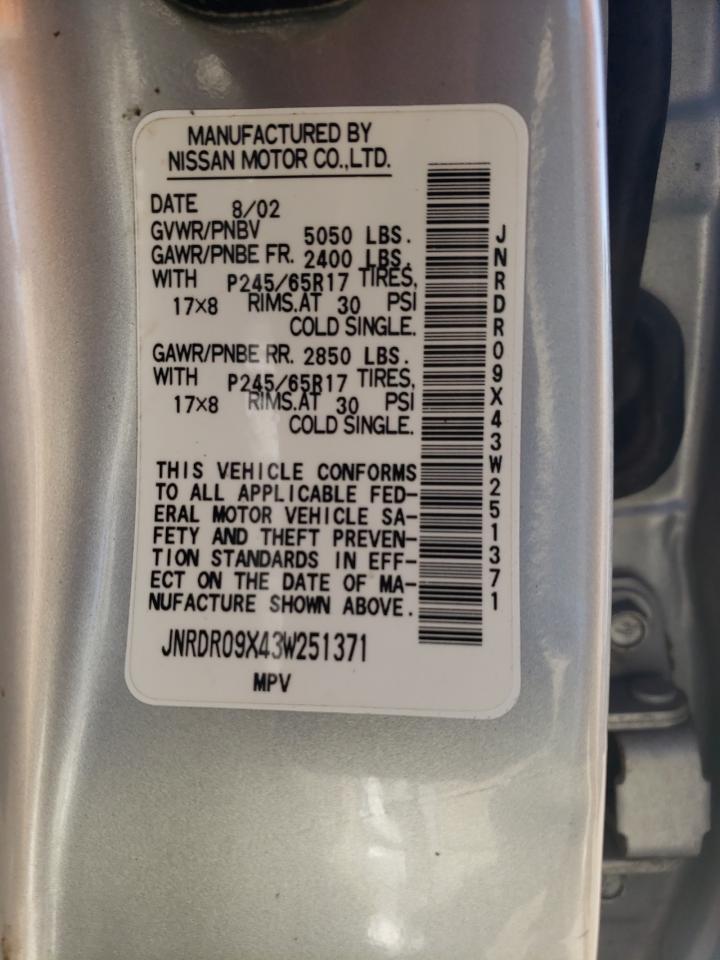 MANUFACTURED BY
NISSAN MOTOR CO.,LTD.
DATE 8/02
GVWR/PNBV 5050 LBS.
GAWR/PNBE FR. 2400 LBS.
WITH P245/65R17 TIRES,
17×8 RIMS.AT 30 PSI
COLD SINGLE.
GAWR/PNBE RR. 2850 LBS.
WITH P245/65R17 TIRES,
17×8 RIMS.AT 30 PSI
COLD SINGLE.
THIS VEHICLE CONFORMS
TO ALL APPLICABLE FED-
ERAL MOTOR VEHICLE SA-
FETY AND THEFT PREVEN-
TION STANDARDS IN EFF-
ECT ON THE DATE OF MA-
NUFACTURE SHOWN ABOVE.
JNRDR09X43W251371
MPV
JNRDR09X43W251371